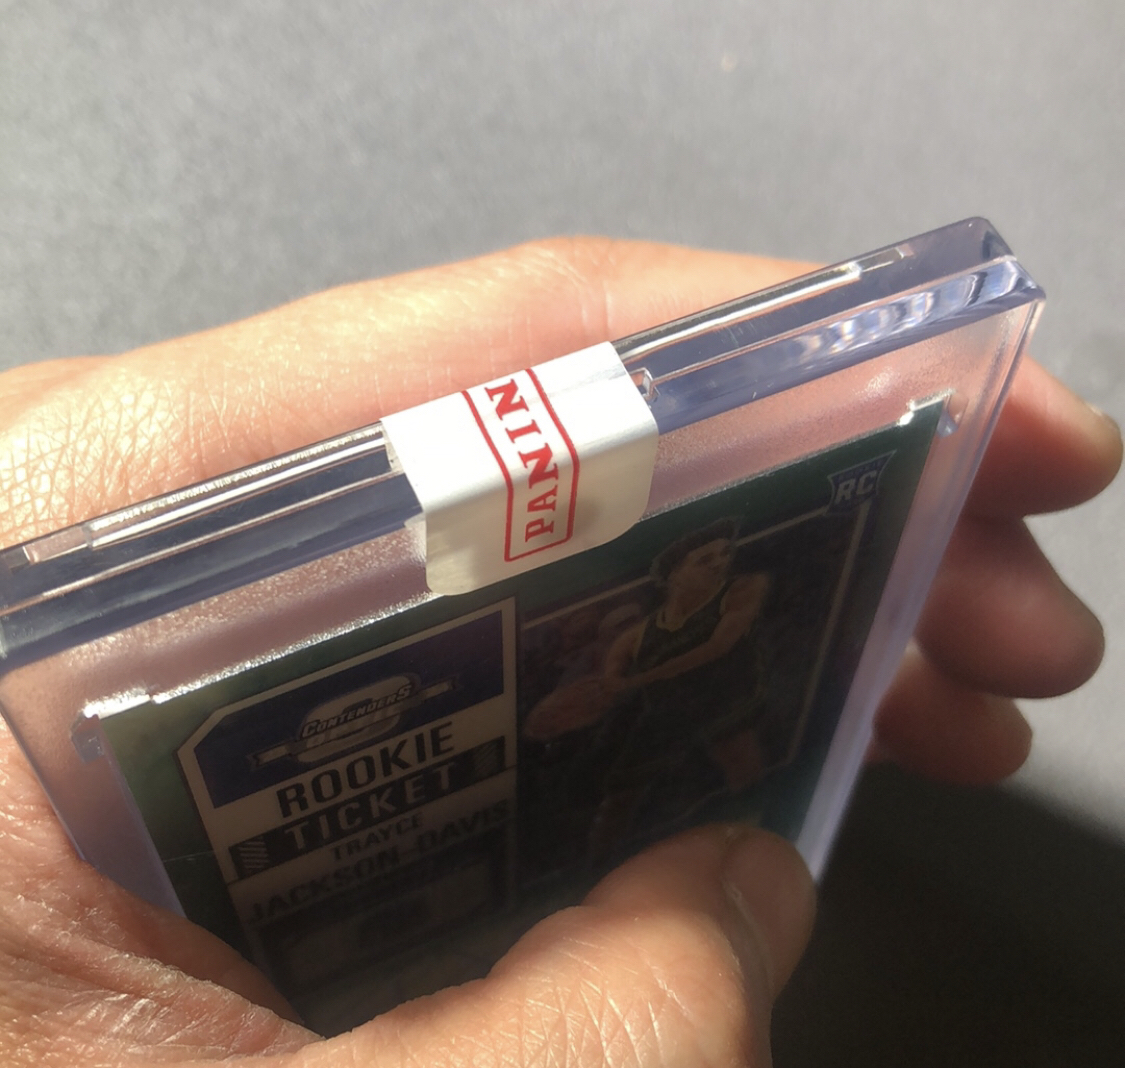 PANINI
RC
CONTENDERS
ROOKIE
TICKET
TRAYCE
JACKSON-DAVIS